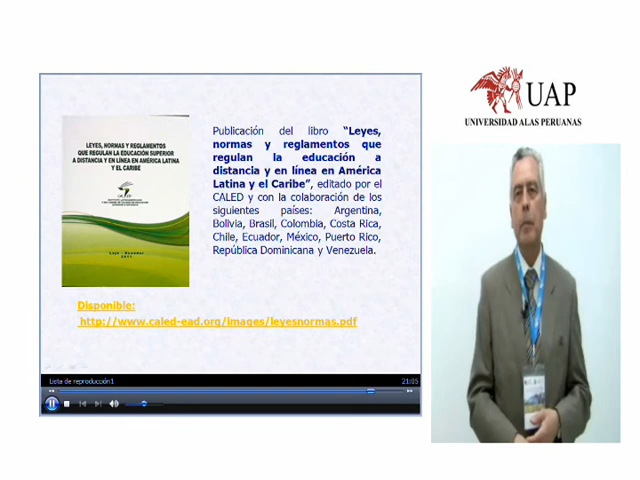 LEYES, NORMAS Y REGLAMENTOS
QUE REGULAN LA EDUCACIÓN SUPERIOR
A DISTANCIA Y EN LÍNEA EN AMÉRICA LATINA
Y EL CARIBE
CALED
Loja - Ecuador
2011
Publicación del libro “Leyes,
normas y reglamentos que
regulan la educación a
distancia y en línea en América
Latina y el Caribe”, editado por el
CALED y con la colaboración de los
siguientes países: Argentina,
Bolivia, Brasil, Colombia, Costa Rica,
Chile, Ecuador, México, Puerto Rico,
República Dominicana y Venezuela.
Disponible:
http://www.caled-ead.org/images/leyesnormas.pdf
Lista de reproducción1
21:05
UAP
UNIVERSIDAD ALAS PERUANAS